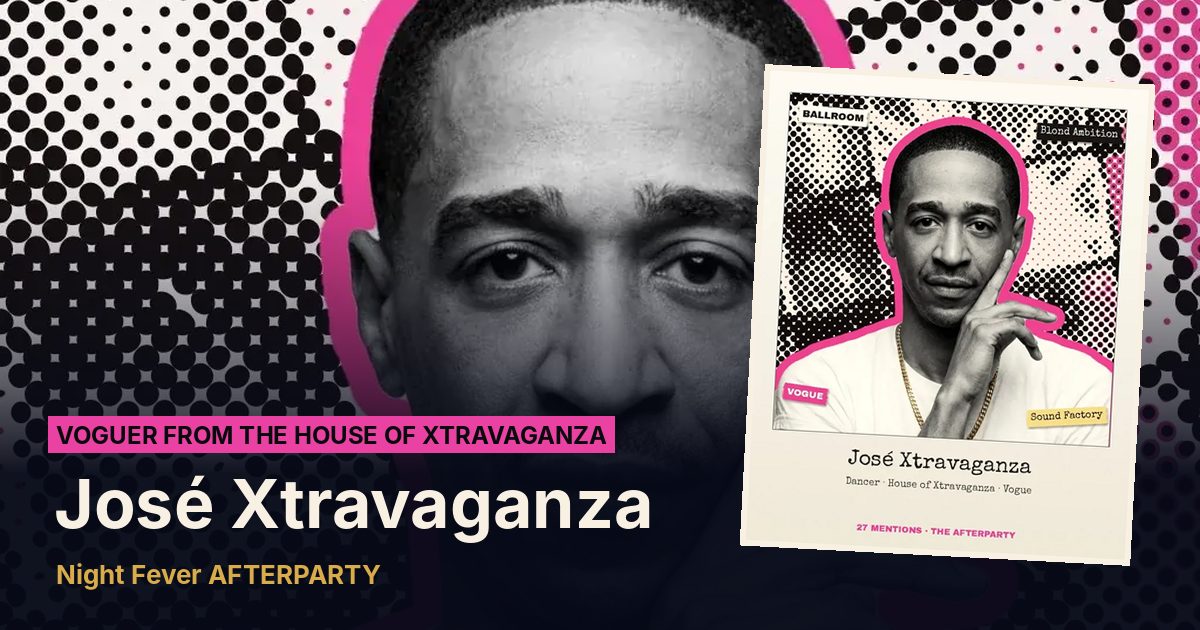 VOGUER FROM THE HOUSE OF XTRAVAGANZA
José Xtravaganza
Night Fever AFTERPARTY
BALLROOM
Blond Ambition
VOGUE
Sound Factory
José Xtravaganza
Dancer · House of Xtravaganza · Vogue
27 MENTIONS · THE AFTERPARTY